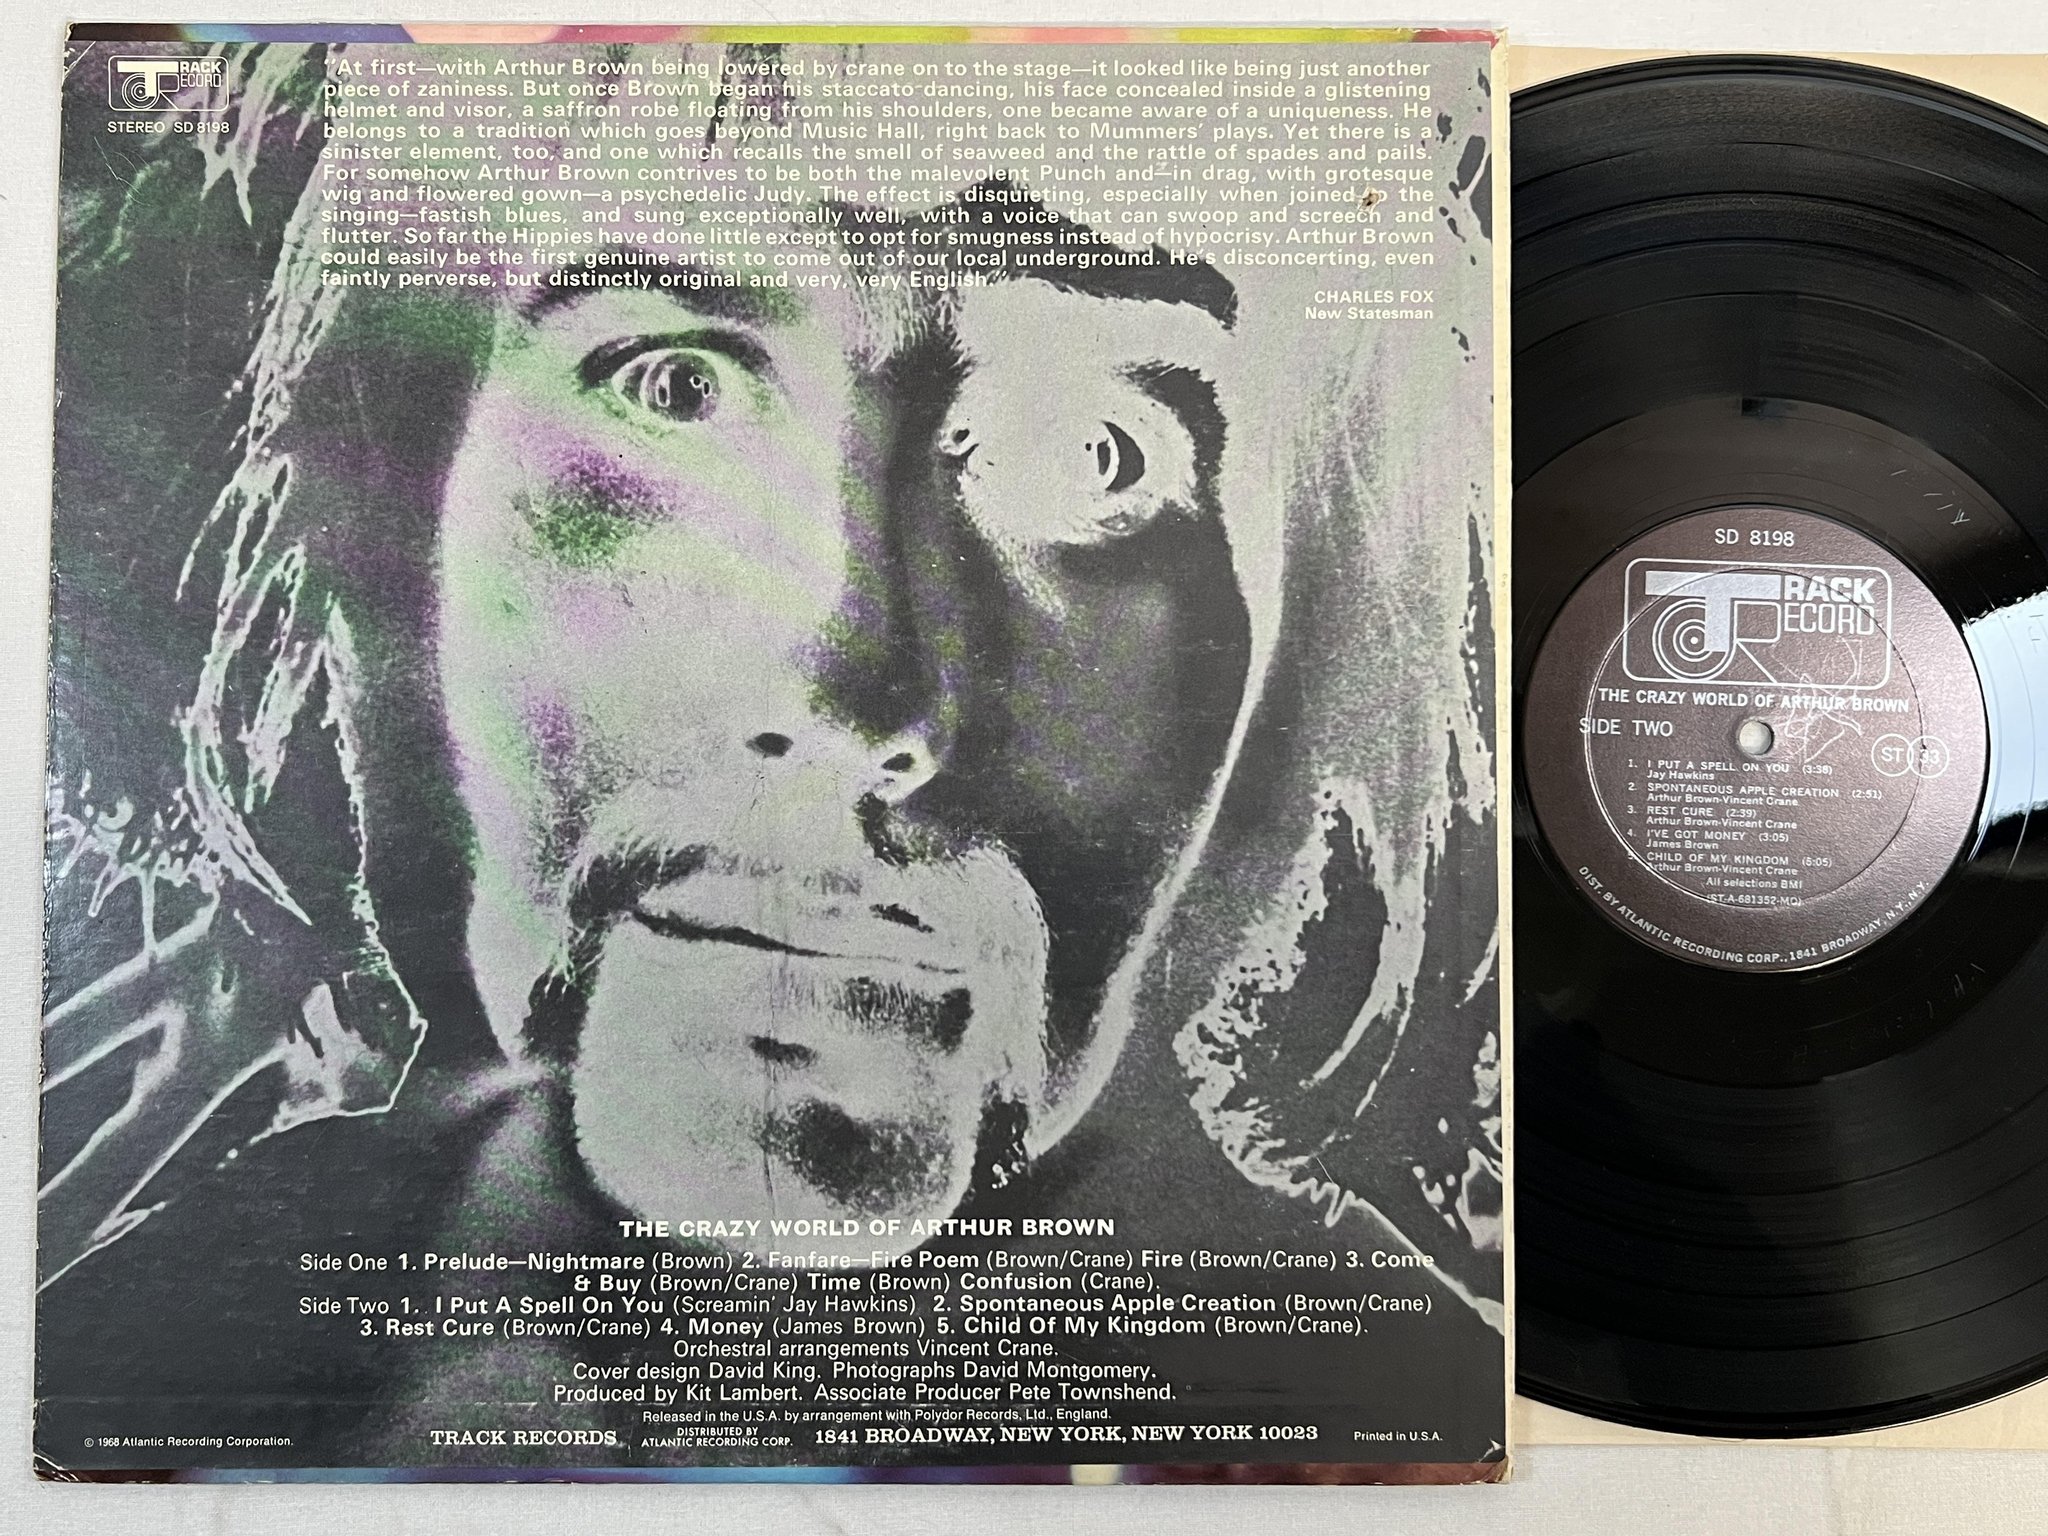 TRACK RECORD
STEREO SD 8198
"At first—with Arthur Brown being lowered by crane on to the stage—it looked like being just another
piece of zaniness. But once Brown began his staccato dancing, his face concealed inside a glistening
helmet and visor, a saffron robe floating from his shoulders, one became aware of a uniqueness. He
belongs to a tradition which goes beyond Music Hall, right back to Mummers' plays. Yet there is a
sinister element, too, and one which recalls the smell of seaweed and the rattle of spades and pails.
For somehow Arthur Brown contrives to be both the malevolent Punch and—in drag, with grotesque
wig and flowered gown—a psychedelic Judy. The effect is disquieting, especially when joined to the
singing—fastish blues, and sung exceptionally well, with a voice that can swoop and screech and
flutter. So far the Hippies have done little except to opt for smugness instead of hypocrisy. Arthur Brown
could easily be the first genuine artist to come out of our local underground. He's disconcerting, even
faintly perverse, but distinctly original and very, very English."
CHARLES FOX
New Statesman
THE CRAZY WORLD OF ARTHUR BROWN
Side One 1. Prelude—Nightmare (Brown) 2. Fanfare—Fire Poem (Brown/Crane) Fire (Brown/Crane) 3. Come
& Buy (Brown/Crane) Time (Brown) Confusion (Crane).
Side Two 1. . I Put A Spell On You (Screamin' Jay Hawkins) 2. Spontaneous Apple Creation (Brown/Crane)
3. Rest Cure (Brown/Crane) 4. Money (James Brown) 5. Child Of My Kingdom (Brown/Crane).
Orchestral arrangements Vincent Crane.
Cover design David King. Photographs David Montgomery.
Produced by Kit Lambert. Associate Producer Pete Townshend.
Released in the U.S.A. by arrangement with Polydor Records, Ltd., England.
© 1968 Atlantic Recording Corporation.
TRACK RECORDS DISTRIBUTED BY ATLANTIC RECORDING CORP. 1841 BROADWAY, NEW YORK, NEW YORK 10023
Printed in U.S.A.
SD 8198
TRACK RECORD
THE CRAZY WORLD OF ARTHUR BROWN
SIDE TWO
ST 33
1. I PUT A SPELL ON YOU (3:38)
Jay Hawkins
2. SPONTANEOUS APPLE CREATION (2:51)
Arthur Brown-Vincent Crane
3. REST CURE (2:39)
Arthur Brown-Vincent Crane
4. I'VE GOT MONEY (3:05)
James Brown
5. CHILD OF MY KINGDOM (5:05)
Arthur Brown-Vincent Crane
All selections BMI
(ST-A-681352-MO)
DIST. BY ATLANTIC RECORDING CORP., 1841 BROADWAY, N.Y., N.Y.